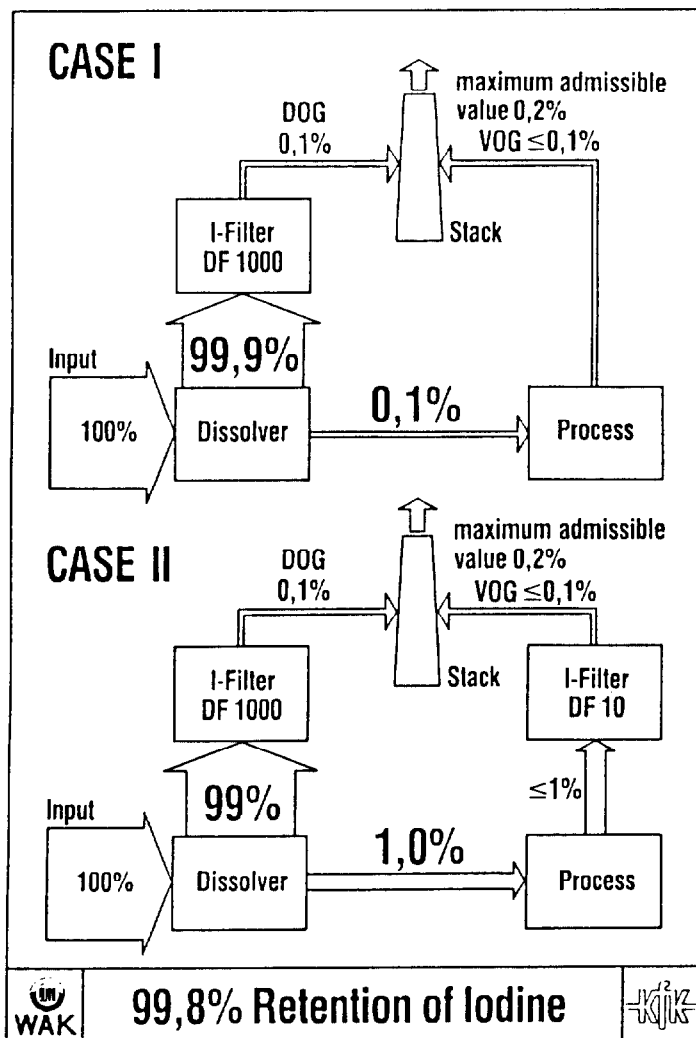 CASE I
maximum admissible
value 0,2%
DOG
0,1%
VOG ≤0,1%
I-Filter
DF 1000
Stack
99,9%
Input
100%
Dissolver
0,1%
Process
CASE II
maximum admissible
value 0,2%
DOG
0,1%
VOG ≤0,1%
I-Filter
DF 1000
Stack
I-Filter
DF 10
99%
≤1%
Input
100%
Dissolver
1,0%
Process
WAK
99,8% Retention of Iodine